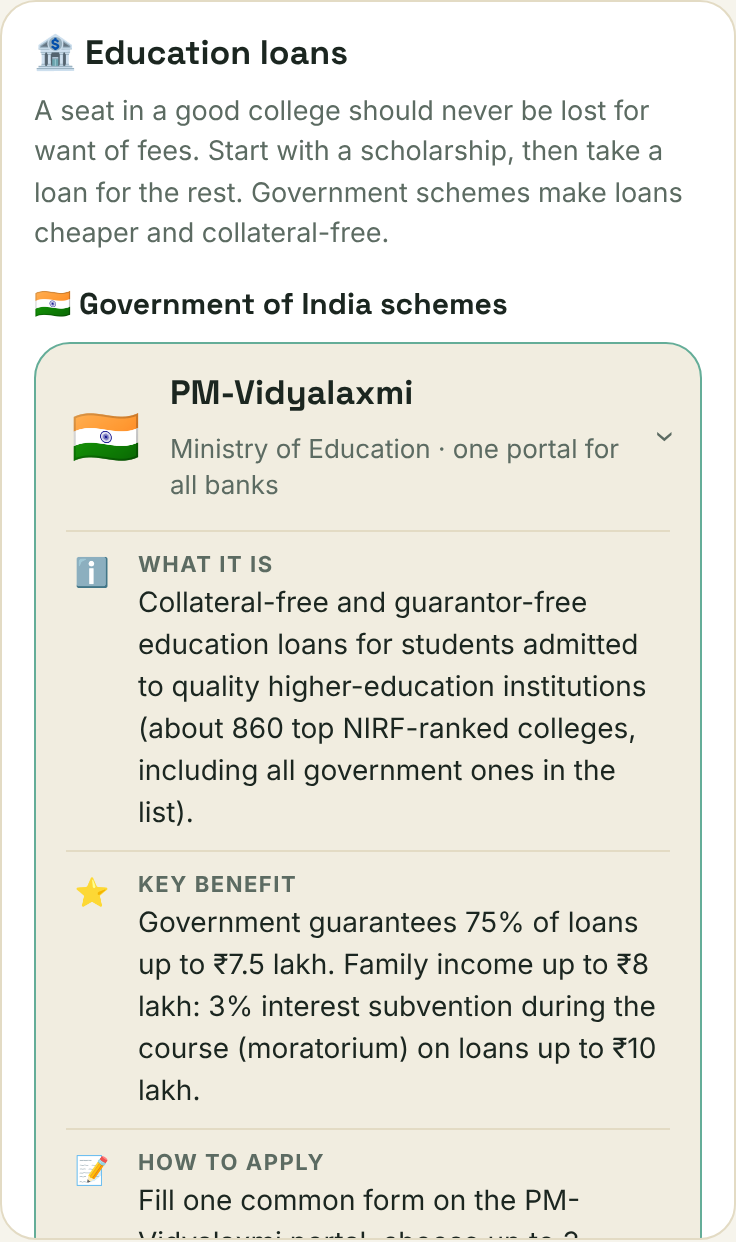 Education loans
A seat in a good college should never be lost for
want of fees. Start with a scholarship, then take a
loan for the rest. Government schemes make loans
cheaper and collateral-free.
Government of India schemes
PM-Vidyalaxmi
Ministry of Education · one portal for
all banks
WHAT IT IS
Collateral-free and guarantor-free
education loans for students admitted
to quality higher-education institutions
(about 860 top NIRF-ranked colleges,
including all government ones in the
list).
KEY BENEFIT
Government guarantees 75% of loans
up to ₹7.5 lakh. Family income up to ₹8
lakh: 3% interest subvention during the
course (moratorium) on loans up to ₹10
lakh.
HOW TO APPLY
Fill one common form on the PM-
Vidyalaxmi portal, choose up to 3